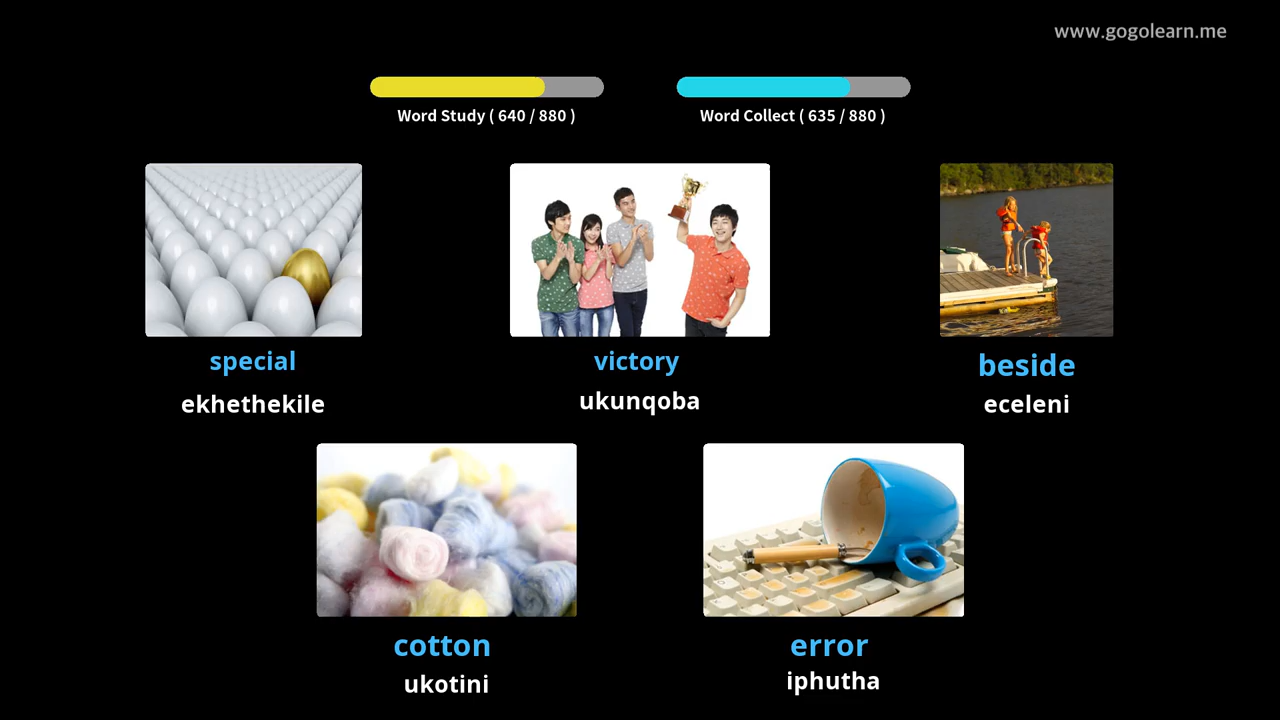 www.gogolearn.me
Word Study ( 640 / 880 )
Word Collect ( 635 / 880 )
special
ekhethekile
victory
ukunqoba
beside
eceleni
cotton
ukotini
error
iphutha